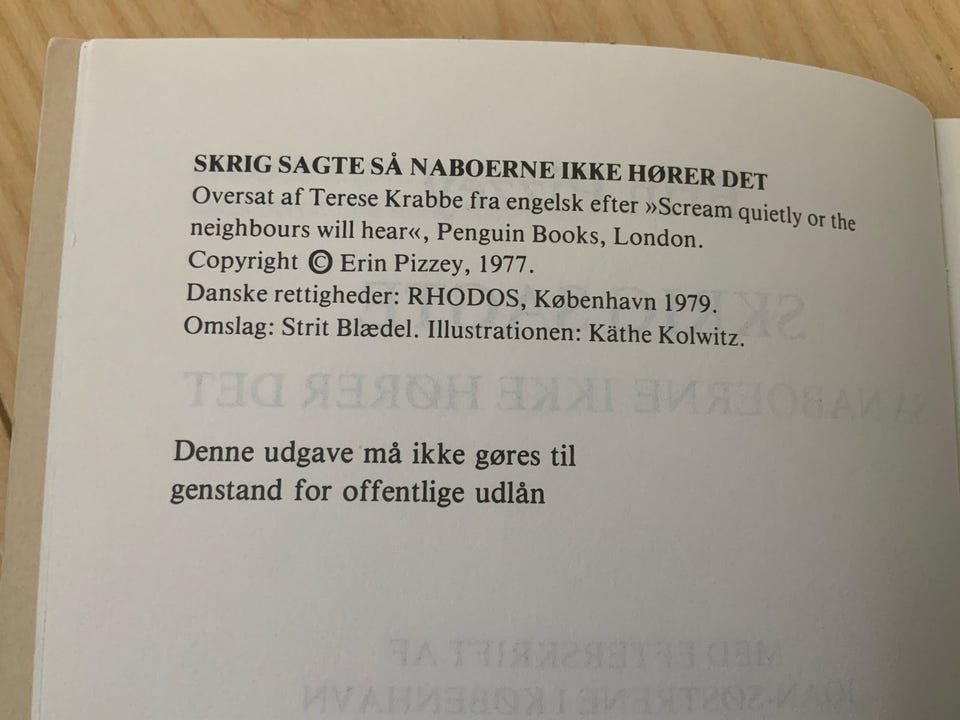 SKRIG SAGTE SÅ NABOERNE IKKE HØRER DET
Oversat af Terese Krabbe fra engelsk efter »Scream quietly or the
neighbours will hear«, Penguin Books, London.
Copyright © Erin Pizzey, 1977.
Danske rettigheder: RHODOS, København 1979.
Omslag: Strit Blædel. Illustrationen: Käthe Kolwitz.
Denne udgave må ikke gøres til
genstand for offentlige udlån